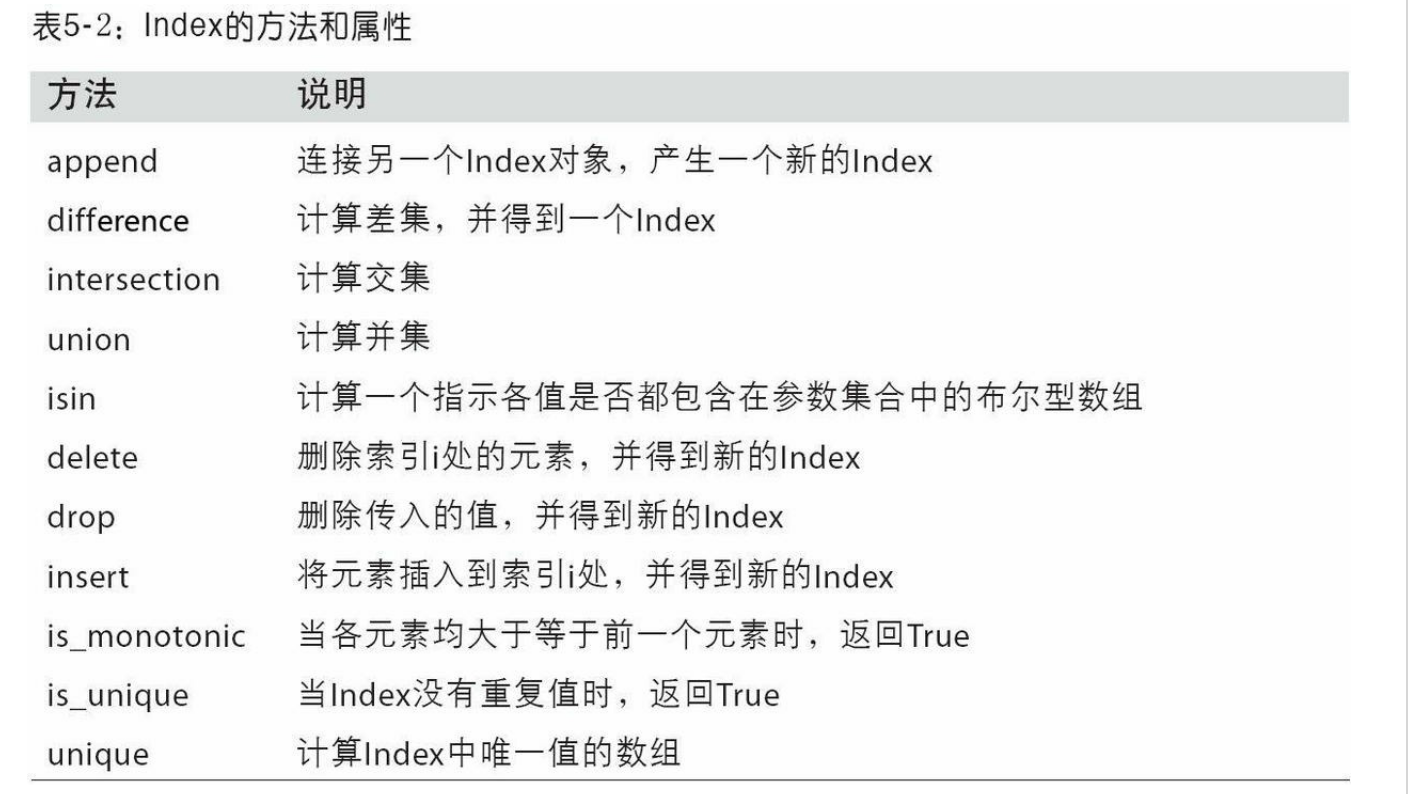 表5-2：Index的方法和属性
方法 说明
append 连接另一个Index对象，产生一个新的Index
difference 计算差集，并得到一个Index
intersection 计算交集
union 计算并集
isin 计算一个指示各值是否都包含在参数集合中的布尔型数组
delete 删除索引i处的元素，并得到新的Index
drop 删除传入的值，并得到新的Index
insert 将元素插入到索引i处，并得到新的Index
is_monotonic 当各元素均大于等于前一个元素时，返回True
is_unique 当Index没有重复值时，返回True
unique 计算Index中唯一值的数组